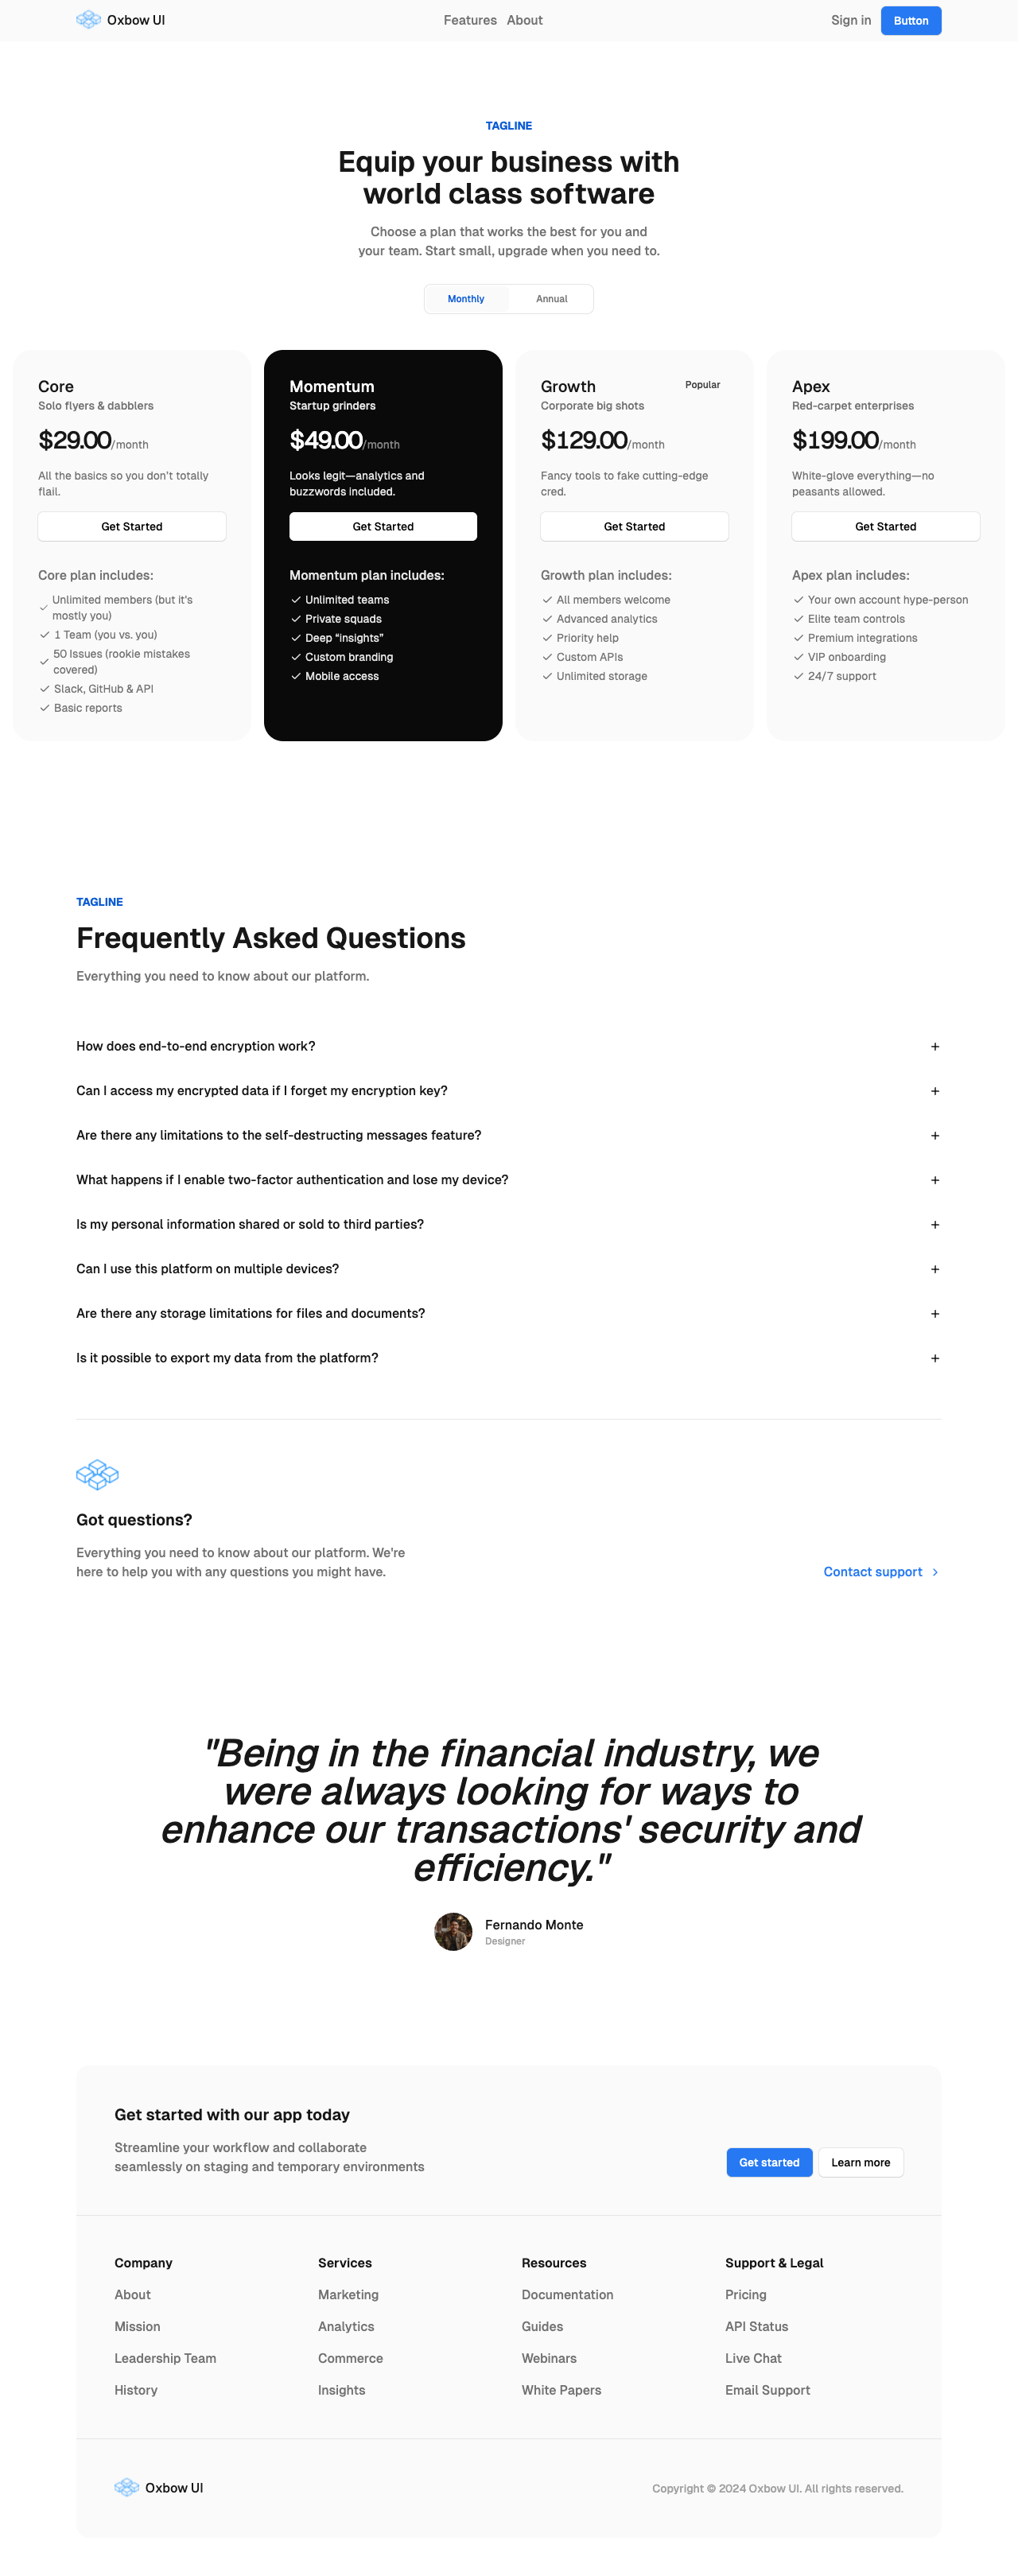 Oxbow UI
Features About
Sign in
Button
TAGLINE
Equip your business with
world class software
Choose a plan that works the best for you and
your team. Start small, upgrade when you need to.
Monthly
Annual
Core
Solo flyers & dabblers
$29.00/month
All the basics so you don't totally
flail.
Get Started
Core plan includes:
Unlimited members (but it's
mostly you)
1 Team (you vs. you)
50 Issues (rookie mistakes
covered)
Slack, GitHub & API
Basic reports
Momentum
Startup grinders
$49.00/month
Looks legit—analytics and
buzzwords included.
Get Started
Momentum plan includes:
Unlimited teams
Private squads
Deep “insights”
Custom branding
Mobile access
Growth
Popular
Corporate big shots
$129.00/month
Fancy tools to fake cutting-edge
cred.
Get Started
Growth plan includes:
All members welcome
Advanced analytics
Priority help
Custom APIs
Unlimited storage
Apex
Red-carpet enterprises
$199.00/month
White-glove everything—no
peasants allowed.
Get Started
Apex plan includes:
Your own account hype-person
Elite team controls
Premium integrations
VIP onboarding
24/7 support
TAGLINE
Frequently Asked Questions
Everything you need to know about our platform.
How does end-to-end encryption work?
Can I access my encrypted data if I forget my encryption key?
Are there any limitations to the self-destructing messages feature?
What happens if I enable two-factor authentication and lose my device?
Is my personal information shared or sold to third parties?
Can I use this platform on multiple devices?
Are there any storage limitations for files and documents?
Is it possible to export my data from the platform?
Got questions?
Everything you need to know about our platform. We're
here to help you with any questions you might have.
Contact support
"Being in the financial industry, we
were always looking for ways to
enhance our transactions' security and
efficiency."
Fernando Monte
Designer
Get started with our app today
Streamline your workflow and collaborate
seamlessly on staging and temporary environments
Get started
Learn more
Company
About
Mission
Leadership Team
History
Services
Marketing
Analytics
Commerce
Insights
Resources
Documentation
Guides
Webinars
White Papers
Support & Legal
Pricing
API Status
Live Chat
Email Support
Oxbow UI
Copyright © 2024 Oxbow UI. All rights reserved.